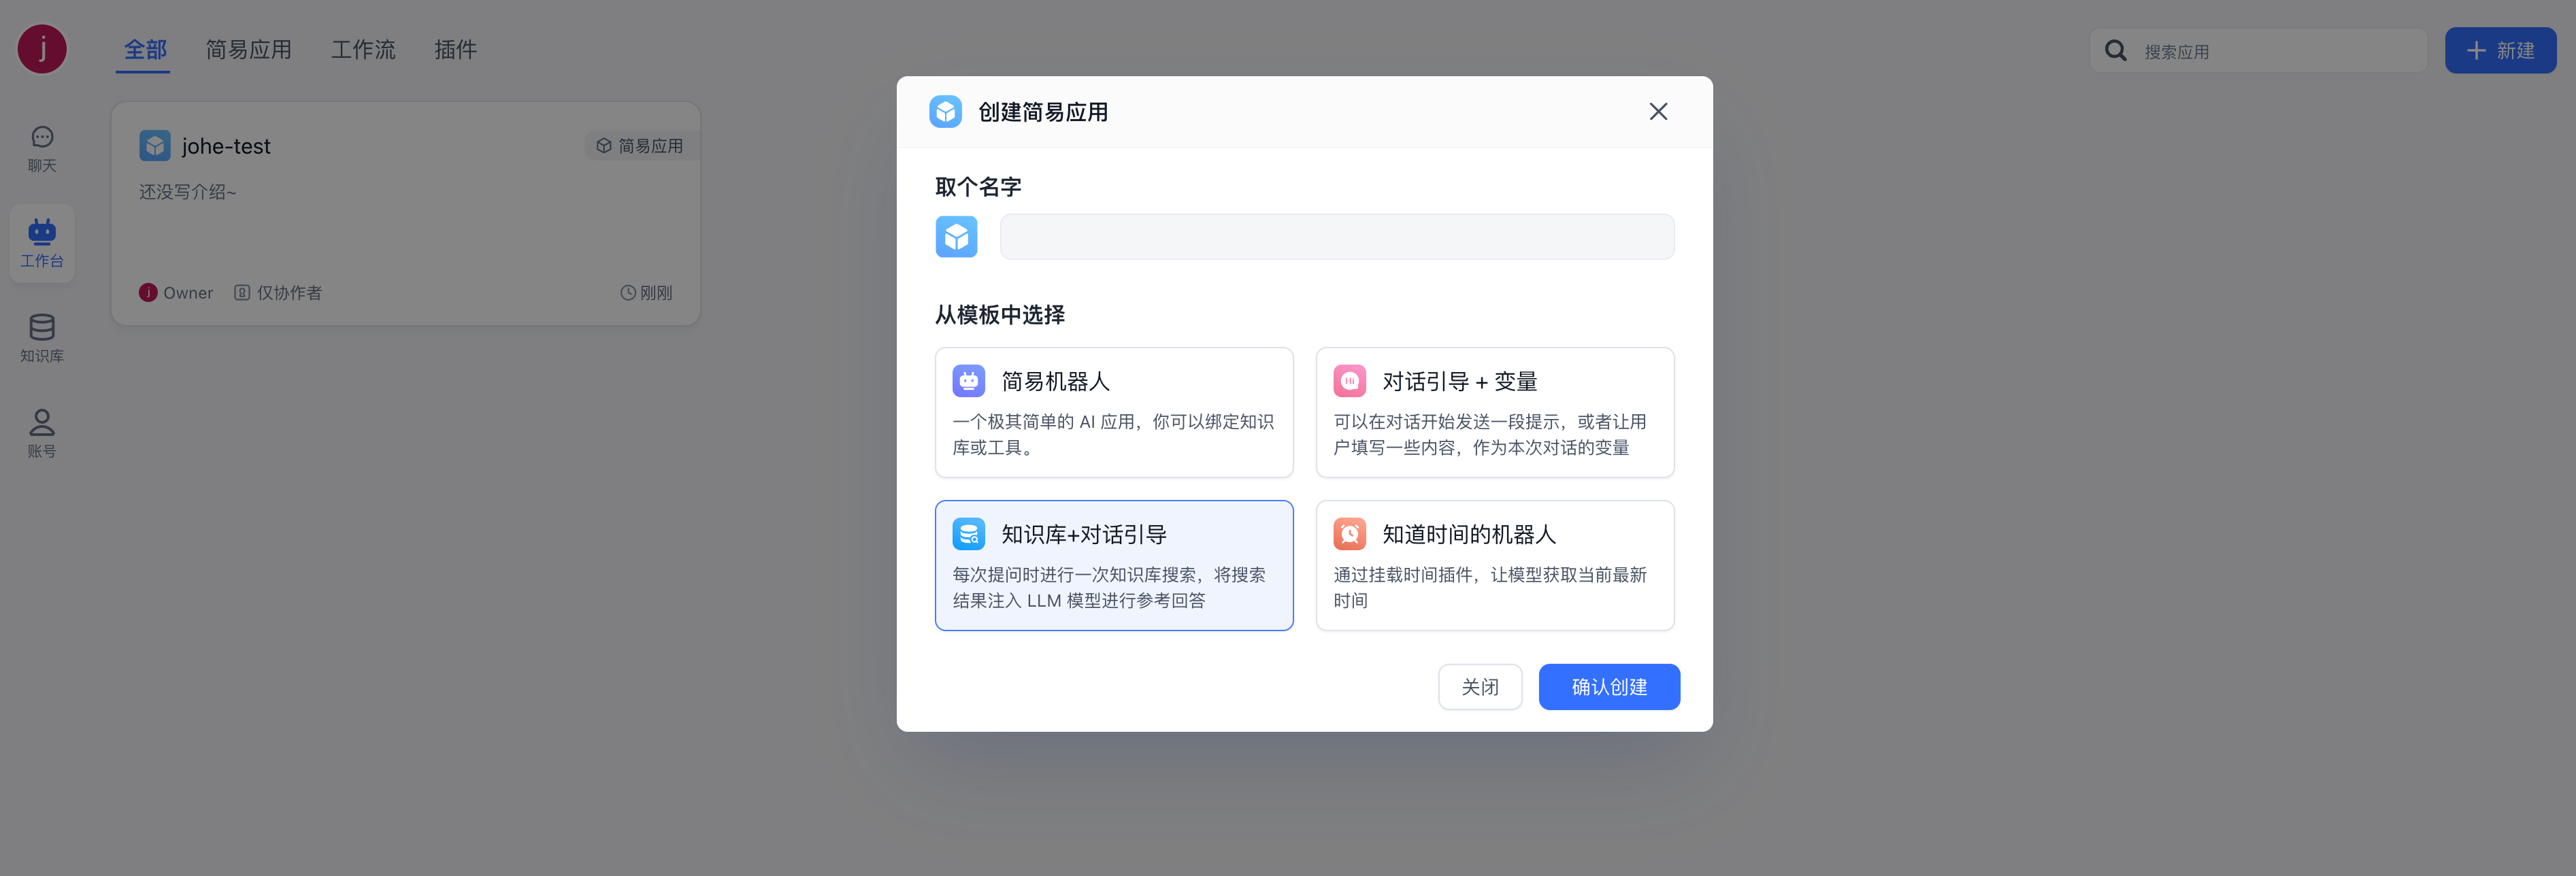 j
全部
简易应用
工作流
插件
搜索应用
新建
聊天
工作台
知识库
账号
johe-test
简易应用
还没写介绍~
j
Owner
仅协作者
刚刚
创建简易应用
取个名字
从模板中选择
简易机器人
一个极其简单的 AI 应用，你可以绑定知识
库或工具。
Hi
对话引导 + 变量
可以在对话开始发送一段提示，或者让用
户填写一些内容，作为本次对话的变量
知识库+对话引导
每次提问时进行一次知识库搜索，将搜索
结果注入 LLM 模型进行参考回答
知道时间的机器人
通过挂载时间插件，让模型获取当前最新
时间
关闭
确认创建